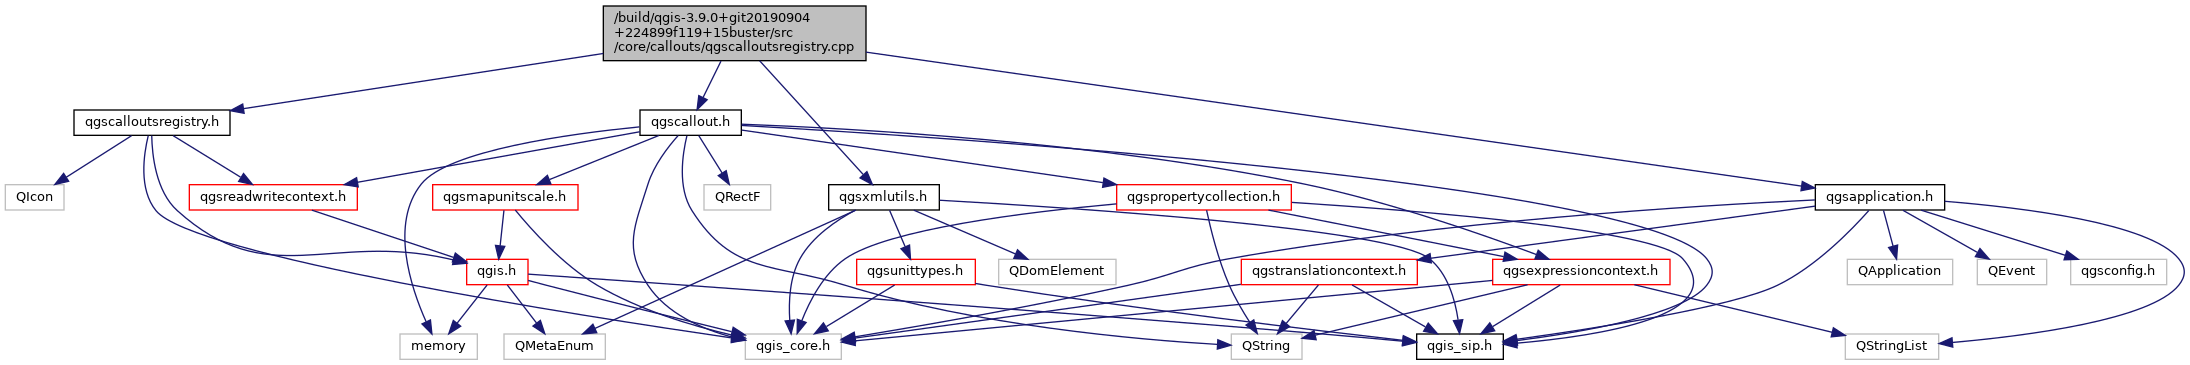 /build/qgis-3.9.0+git20190904
+224899f119+15buster/src
/core/callouts/qgscalloutsregistry.cpp
qgscalloutsregistry.h
qgscallout.h
QIcon
qgsreadwritecontext.h
qgsmapunitscale.h
QRectF
qgsxmlutils.h
qgspropertycollection.h
qgsapplication.h
qgis.h
qgsunittypes.h
QDomElement
qgstranslationcontext.h
qgsexpressioncontext.h
QApplication
QEvent
qgsconfig.h
memory
QMetaEnum
qgis_core.h
QString
qgis_sip.h
QStringList